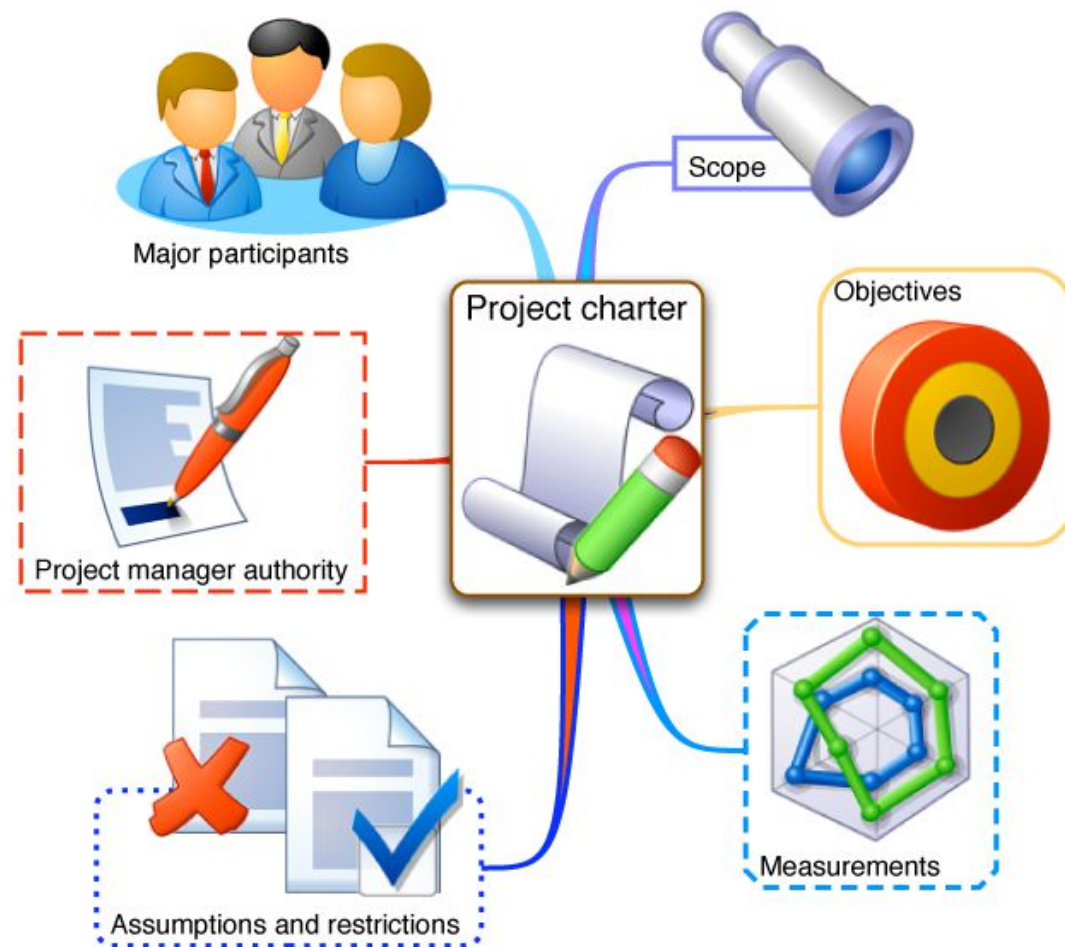 Major participants
Scope
Project charter
Objectives
Project manager authority
Measurements
Assumptions and restrictions